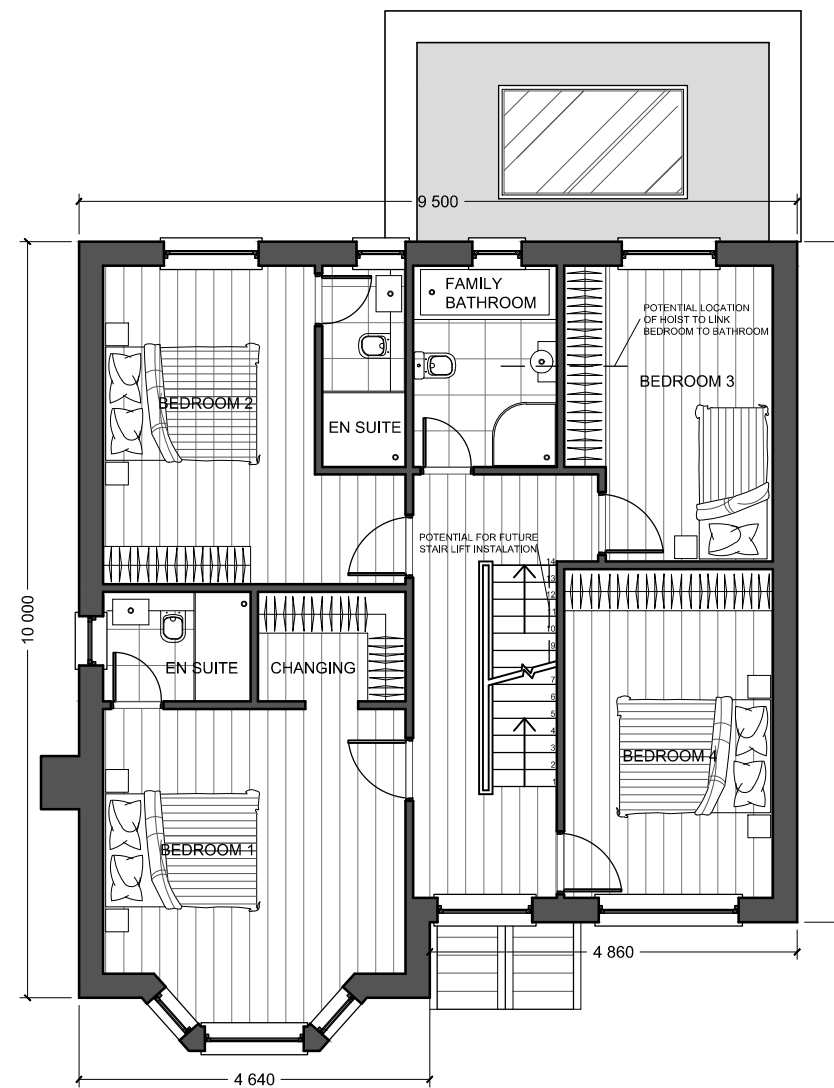 9 500
FAMILY
BATHROOM
POTENTIAL LOCATION
OF HOIST TO LINK
BEDROOM TO BATHROOM
BEDROOM 3
BEDROOM 2
EN SUITE
POTENTIAL FOR FUTURE
STAIR LIFT INSTALATION
14
13
12
11
10
9
7
6
5
4
3
2
1
10 000
EN SUITE
CHANGING
BEDROOM 4
BEDROOM 1
4 860
4 640